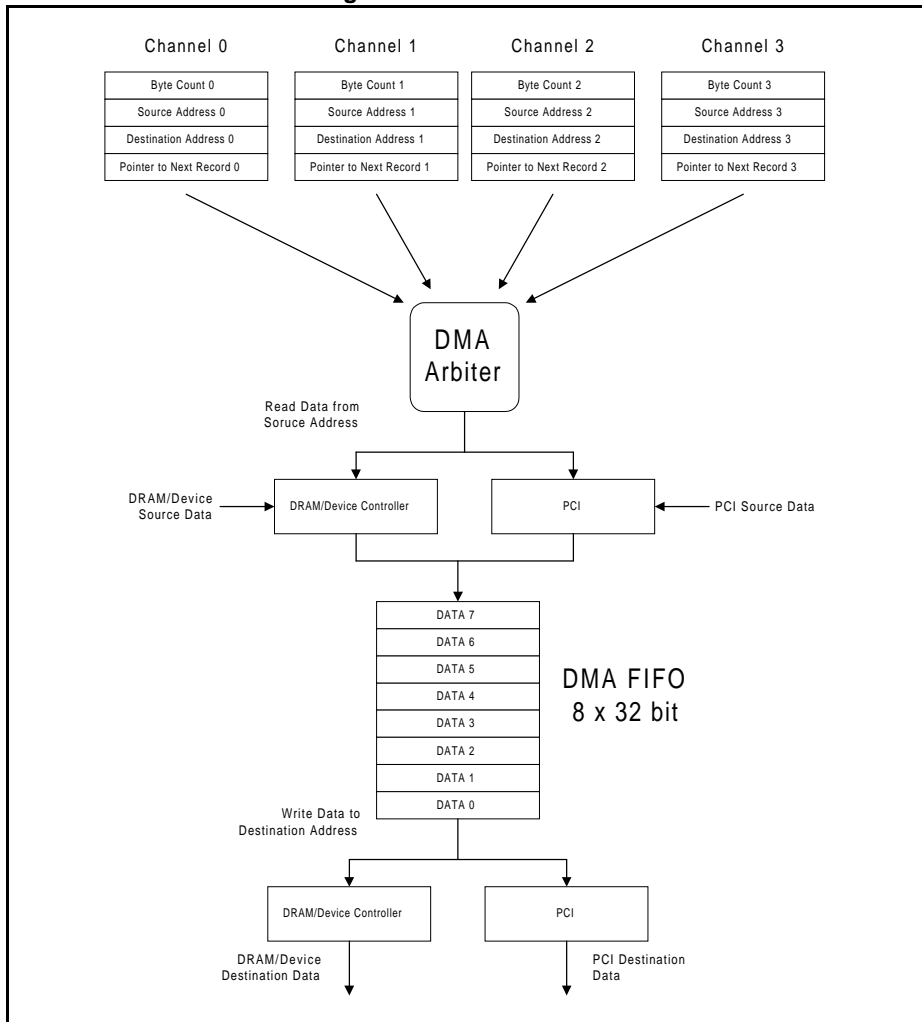 Channel 0 Channel 1 Channel 2 Channel 3
Byte Count 0 Byte Count 1 Byte Count 2 Byte Count 3
Source Address 0 Source Address 1 Source Address 2 Source Address 3
Destination Address 0 Destination Address 1 Destination Address 2 Destination Address 3
Pointer to Next Record 0 Pointer to Next Record 1 Pointer to Next Record 2 Pointer to Next Record 3
DMA
Arbiter
Read Data from
Soruce Address
DRAM/Device
Source Data
DRAM/Device Controller
PCI
PCI Source Data
DATA 7
DATA 6
DATA 5
DATA 4
DATA 3
DATA 2
DATA 1
DATA 0
DMA FIFO
8 x 32 bit
Write Data to
Destination Address
DRAM/Device Controller
PCI
DRAM/Device
Destination Data
PCI Destination
Data